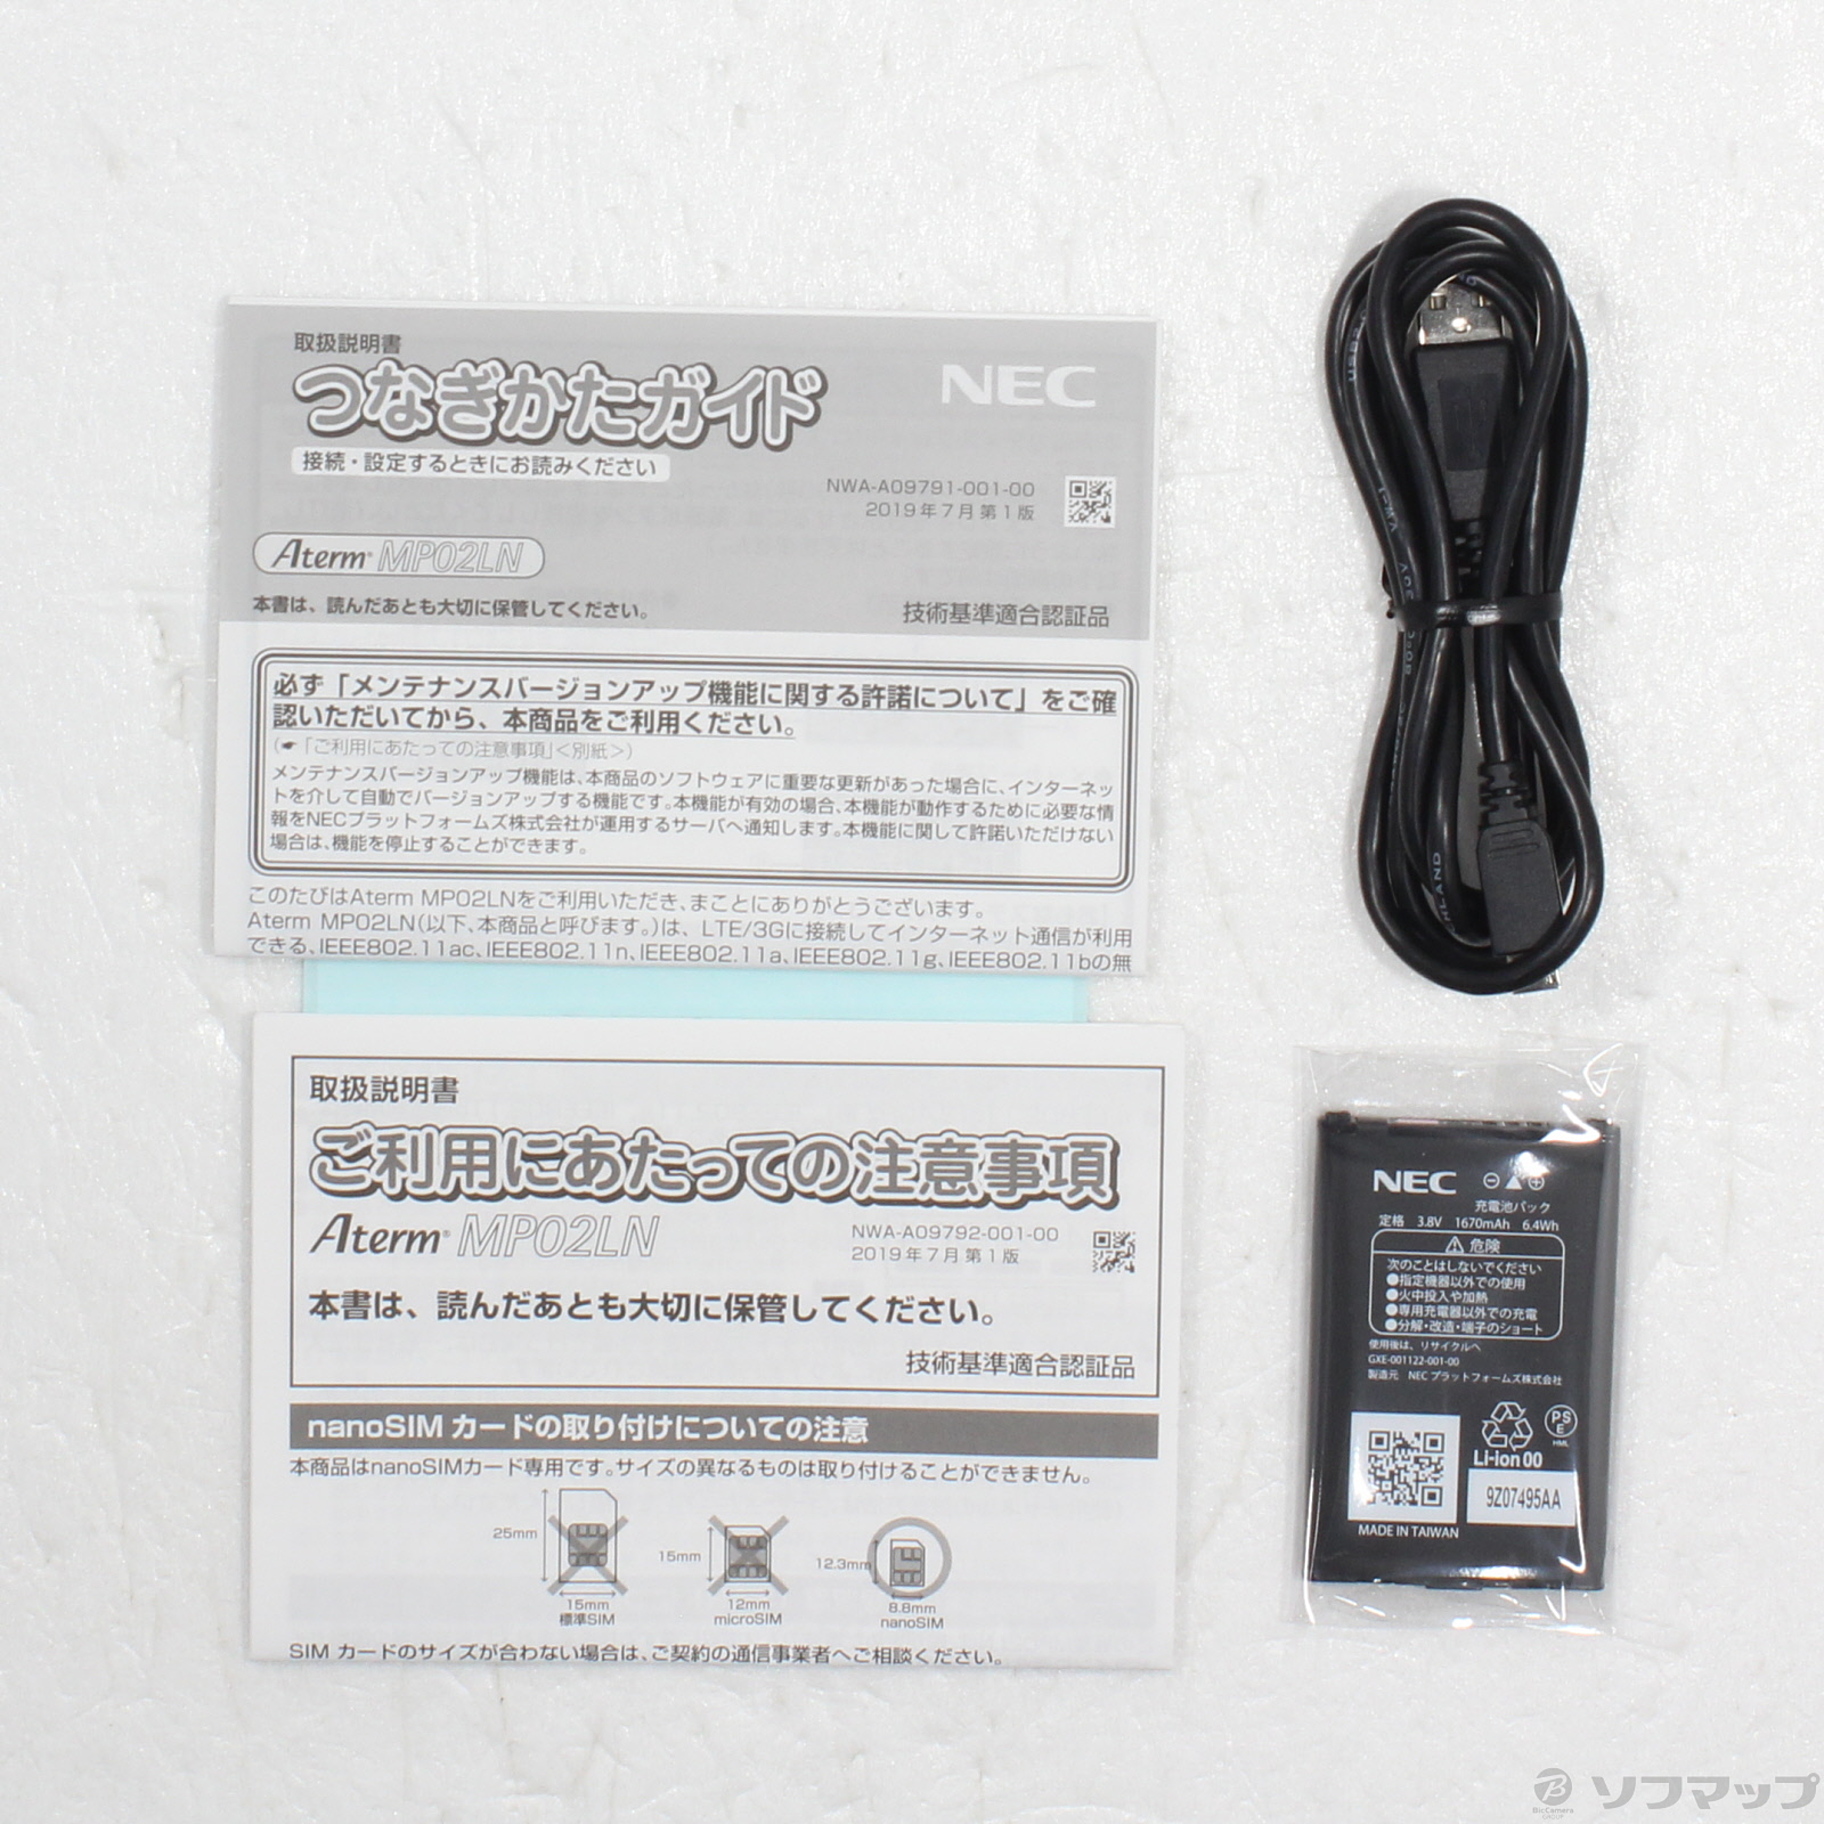 取扱説明書
つなぎかたガイド
NEC
接続・設定するときにお読みください
NWA-A09791-001-00
2019年7月 第1版
Aterm® MP02LN
本書は、読んだあとも大切に保管してください。
技術基準適合認証品
必ず「メンテナンスバージョンアップ機能に関する許諾について」をご確
認いただいてから、本商品をご利用ください。
(☛「ご利用にあたっての注意事項」<別紙>)
メンテナンスバージョンアップ機能は、本商品のソフトウェアに重要な更新があった場合に、インターネッ
トを介して自動でバージョンアップする機能です。本機能が有効の場合、本機能が動作するために必要な情
報をNECプラットフォームズ株式会社が運用するサーバへ通知します。本機能に関して許諾いただけない
場合は、機能を停止することができます。
このたびはAterm MP02LNをご利用いただき、まことにありがとうございます。
Aterm MP02LN(以下、本商品と呼びます。)は、LTE/3Gに接続してインターネット通信が利用
できる、IEEE802.11ac、IEEE802.11n、IEEE802.11a、IEEE802.11g、IEEE802.11bの無
取扱説明書
ご利用にあたっての注意事項
Aterm® MP02LN
NWA-A09792-001-00
2019年7月 第1版
本書は、読んだあとも大切に保管してください。
技術基準適合認証品
nanoSIM カードの取り付けについての注意
本商品はnanoSIMカード専用です。サイズの異なるものは取り付けることができません。
25mm
15mm
標準SIM
15mm
12mm
microSIM
12.3mm
8.8mm
nanoSIM
SIM カードのサイズが合わない場合は、ご契約の通信事業者へご相談ください。
NEC
充電池パック
定格 3.8V 1670mAh 6.4Wh
⚠ 危険
次のことはしないでください
●指定機器以外での使用
●火中投入や加熱
●専用充電器以外での充電
●分解・改造・端子のショート
使用後は、リサイクルへ
GXE-001122-001-00
製造元 NEC プラットフォームズ株式会社
PS
E
HML
Li-ion 00
9Z07495AA
MADE IN TAIWAN
BicCamera
GROUP
ソフマップ